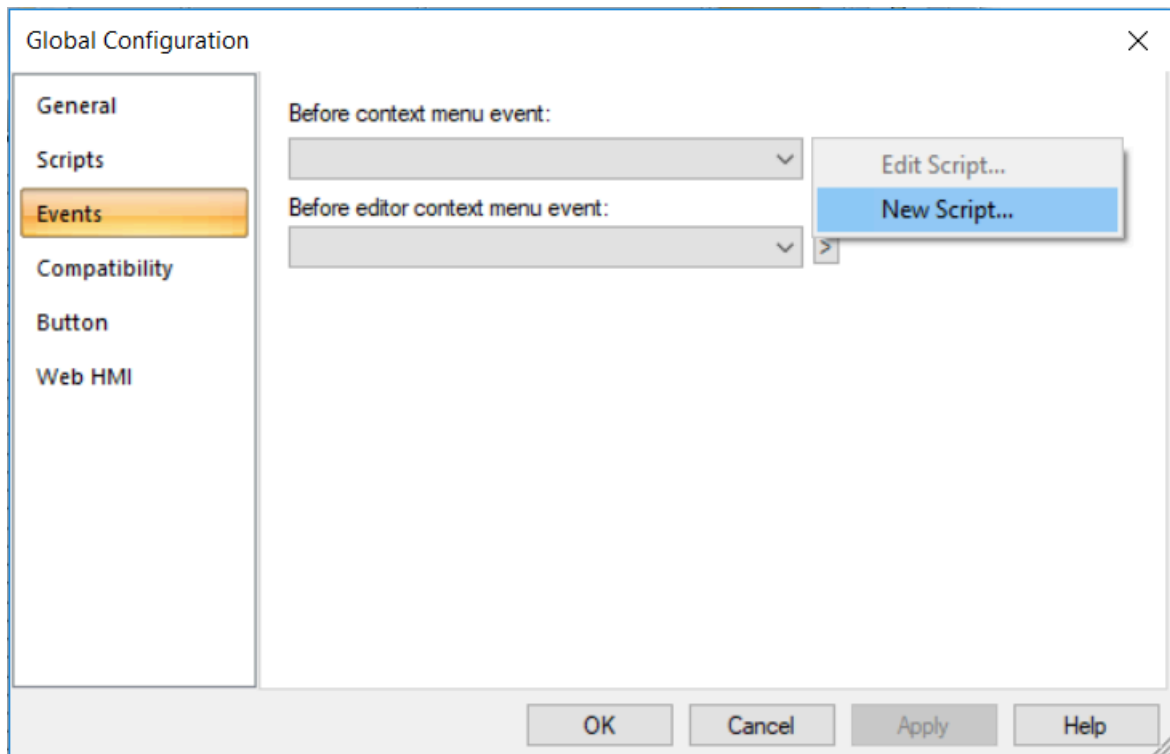 Global Configuration
General
Scripts
Events
Compatibility
Button
Web HMI
Before context menu event:
Edit Script...
New Script...
Before editor context menu event:
>
OK
Cancel
Apply
Help